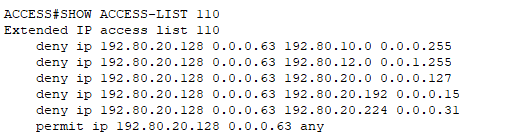 ACCESS#SHOW ACCESS-LIST 110
Extended IP access list 110
deny ip 192.80.20.128 0.0.0.63 192.80.10.0 0.0.0.255
deny ip 192.80.20.128 0.0.0.63 192.80.12.0 0.0.1.255
deny ip 192.80.20.128 0.0.0.63 192.80.20.0 0.0.0.127
deny ip 192.80.20.128 0.0.0.63 192.80.20.192 0.0.0.15
deny ip 192.80.20.128 0.0.0.63 192.80.20.224 0.0.0.31
permit ip 192.80.20.128 0.0.0.63 any